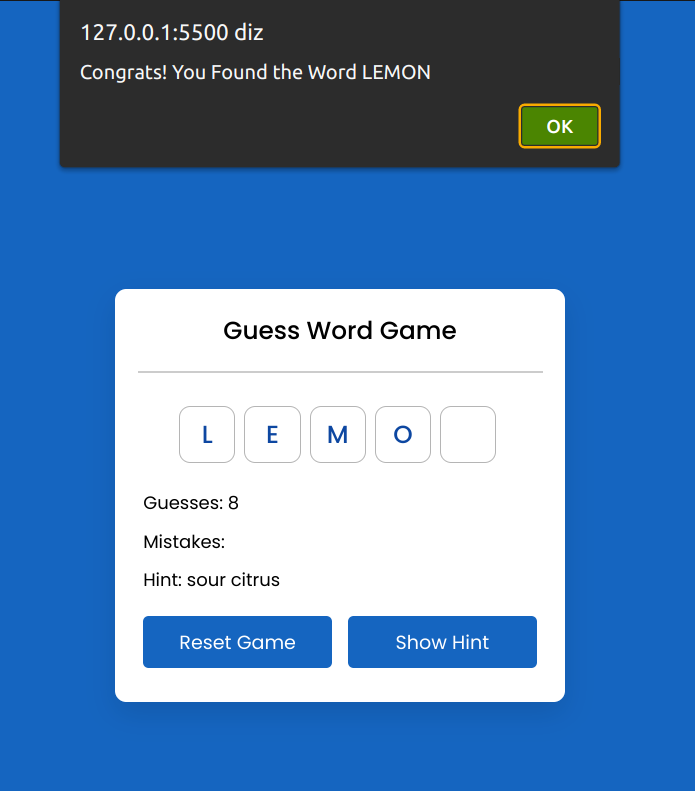 127.0.0.1:5500 diz
Congrats! You Found the Word LEMON
OK
Guess Word Game
L E M O
Guesses: 8
Mistakes:
Hint: sour citrus
Reset Game Show Hint